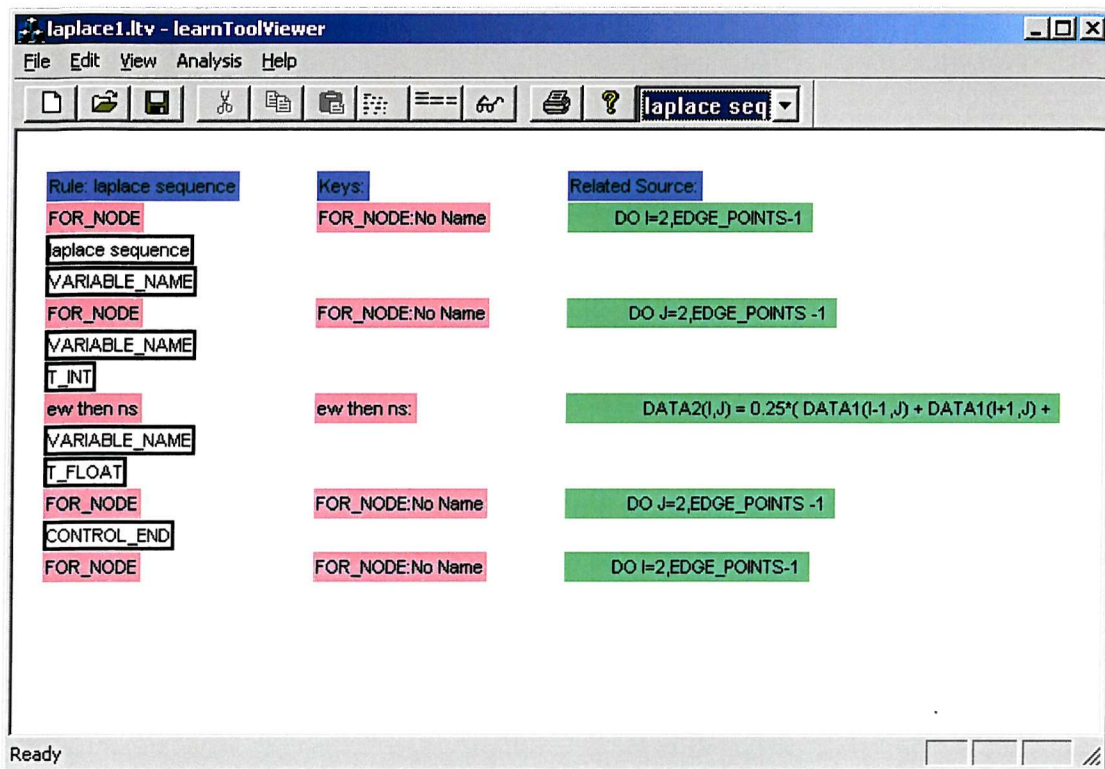 laplace1.ltv - learnToolViewer
File Edit View Analysis Help
laplace seq
Rule: laplace sequence Keys: Related Source:
FOR_NODE FOR_NODE:No Name DO I=2,EDGE_POINTS-1
laplace sequence
VARIABLE_NAME
FOR_NODE FOR_NODE:No Name DO J=2,EDGE_POINTS -1
VARIABLE_NAME
T_INT
ew then ns ew then ns: DATA2(I,J) = 0.25*( DATA1(I-1,J) + DATA1(I+1,J) +
VARIABLE_NAME
T_FLOAT
FOR_NODE FOR_NODE:No Name DO J=2,EDGE_POINTS -1
CONTROL_END
FOR_NODE FOR_NODE:No Name DO I=2,EDGE_POINTS-1
Ready